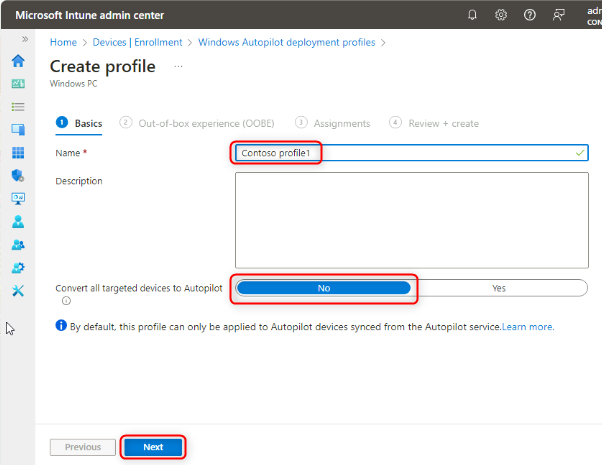 Microsoft Intune admin center
adr
CON
Home > Devices | Enrollment > Windows Autopilot deployment profiles >
Create profile ...
Windows PC
1 Basics 2 Out-of-box experience (OOBE) 3 Assignments 4 Review + create
Name * Contoso profile1
Description
Convert all targeted devices to Autopilot No Yes
By default, this profile can only be applied to Autopilot devices synced from the Autopilot service.Learn more.
Previous Next